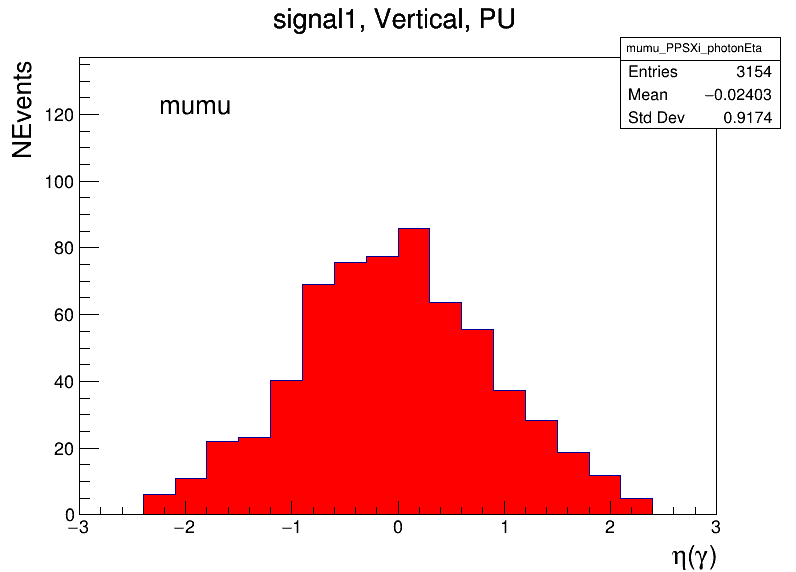 signal1, Vertical, PU
mumu_PPSXi_photonEta
Entries 3154
Mean −0.02403
Std Dev 0.9174
NEvents
mumu
120
100
80
60
40
20
0
−3 −2 −1 0 1 2 3
η(γ)